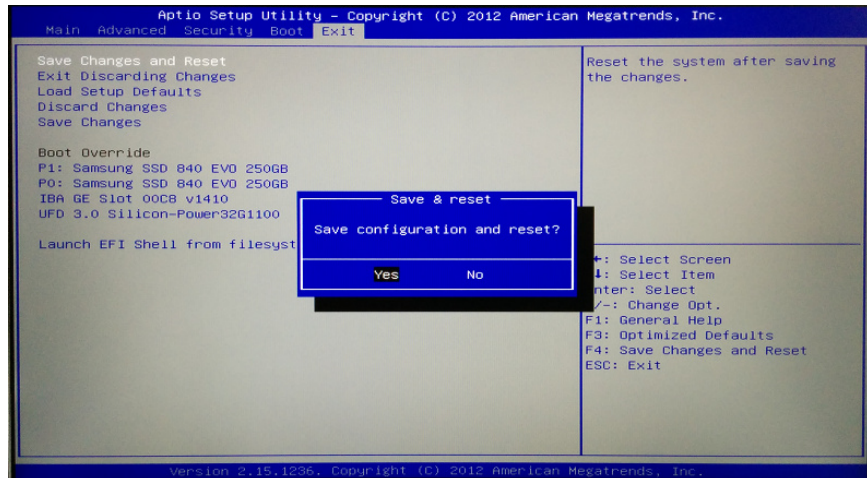 Aptio Setup Utility – Copyright (C) 2012 American Megatrends, Inc.
Main Advanced Security Boot Exit
Save Changes and Reset
Exit Discarding Changes
Load Setup Defaults
Discard Changes
Save Changes
Boot Override
P1: Samsung SSD 840 EVO 250GB
P0: Samsung SSD 840 EVO 250GB
IBA GE Slot 00C8 v1410
UFD 3.0 Silicon-Power32G1100
Launch EFI Shell from filesyst
Save & reset
Save configuration and reset?
Yes No
Reset the system after saving
the changes.
←: Select Screen
↓: Select Item
nter: Select
/-: Change Opt.
F1: General Help
F3: Optimized Defaults
F4: Save Changes and Reset
ESC: Exit
Version 2.15.1236. Copyright (C) 2012 American Megatrends, Inc.